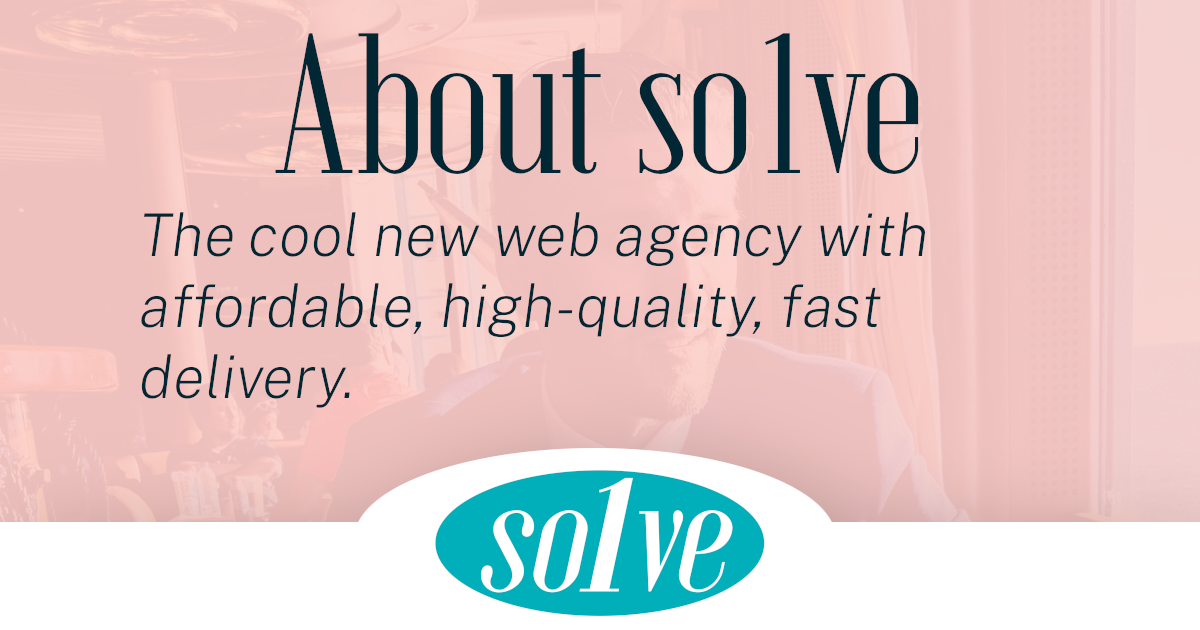 About so1ve
The cool new web agency with
affordable, high-quality, fast
delivery.
so1ve